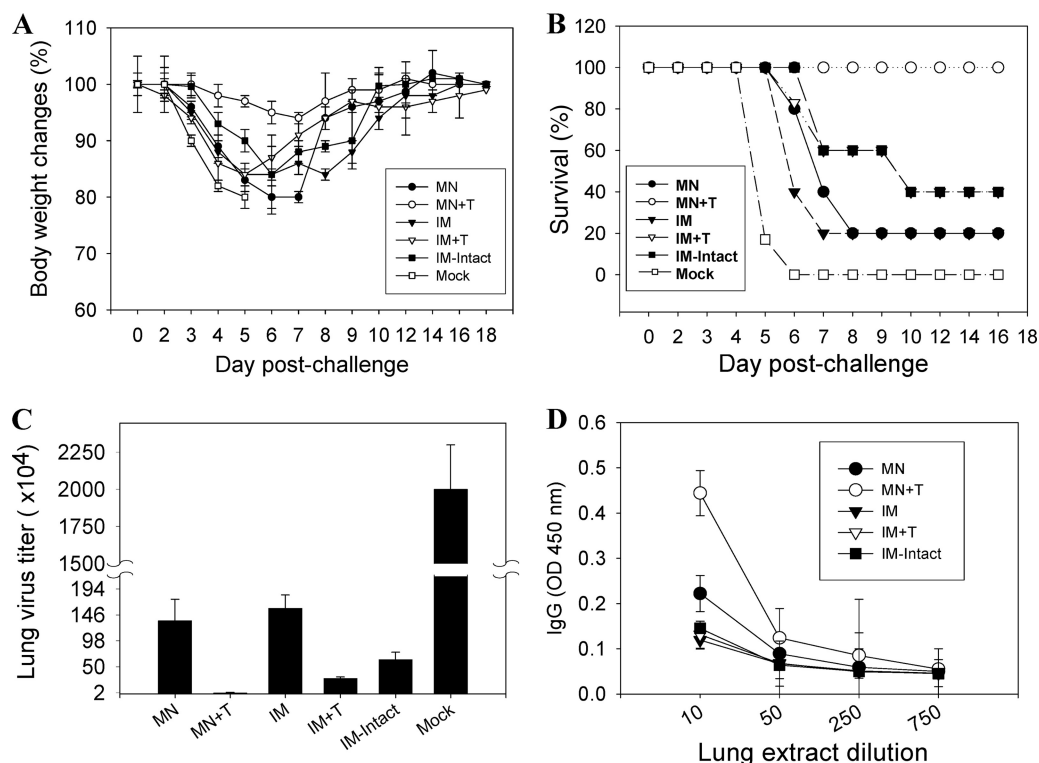 A
110
100
90
80
70
60
Body weight changes (%)
MN
MN+T
IM
IM+T
IM-Intact
Mock
0 2 3 4 5 6 7 8 9 10 12 14 16 18
Day post-challenge
B
120
100
80
60
40
20
0
Survival (%)
MN
MN+T
IM
IM+T
IM-Intact
Mock
0 2 3 4 5 6 7 8 9 10 12 14 16 18
Day post-challenge
C
2250
2000
1750
1500
194
146
98
50
2
Lung virus titer ( x10⁴)
MN
MN+T
IM
IM+T
IM-Intact
Mock
D
0.6
0.5
0.4
0.3
0.2
0.1
0.0
IgG (OD 450 nm)
MN
MN+T
IM
IM+T
IM-Intact
10 50 250 750
Lung extract dilution